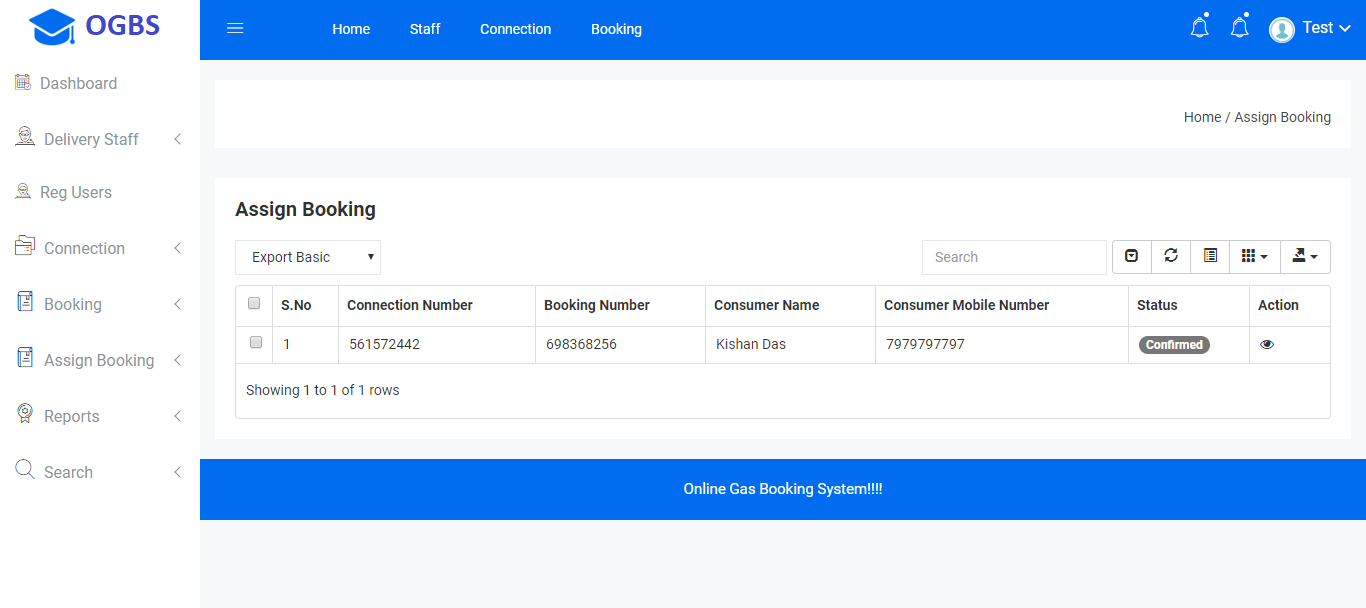 OGBS
Home Staff Connection Booking Test
Dashboard
Delivery Staff
Reg Users
Connection
Booking
Assign Booking
Reports
Search
Home / Assign Booking
Assign Booking
Export Basic Search
S.No Connection Number Booking Number Consumer Name Consumer Mobile Number Status Action
1 561572442 698368256 Kishan Das 7979797797 Confirmed
Showing 1 to 1 of 1 rows
Online Gas Booking System!!!!